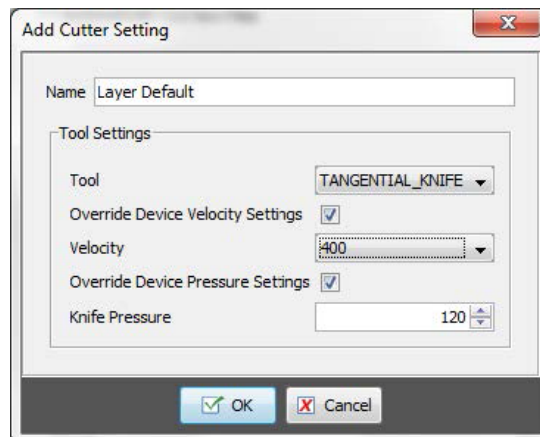 Add Cutter Setting
Name Layer Default
Tool Settings
Tool TANGENTIAL_KNIFE
Override Device Velocity Settings
Velocity 400
Override Device Pressure Settings
Knife Pressure 120
OK Cancel